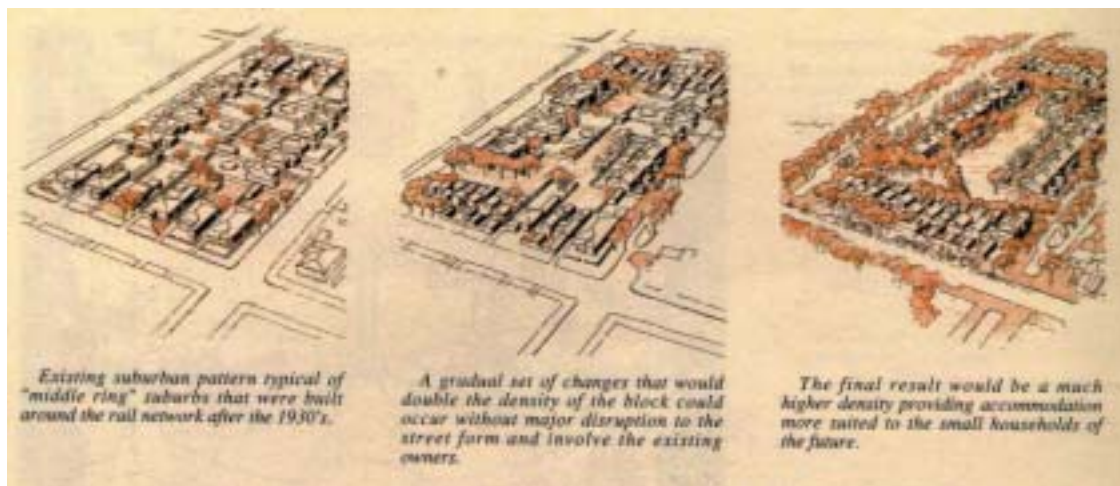 Existing suburban pattern typical of
"middle ring" suburbs that were built
around the rail network after the 1930's.
A gradual set of changes that would
double the density of the block could
occur without major disruption to the
street form and involve the existing
owners.
The final result would be a much
higher density providing accommodation
more suited to the small households of
the future.